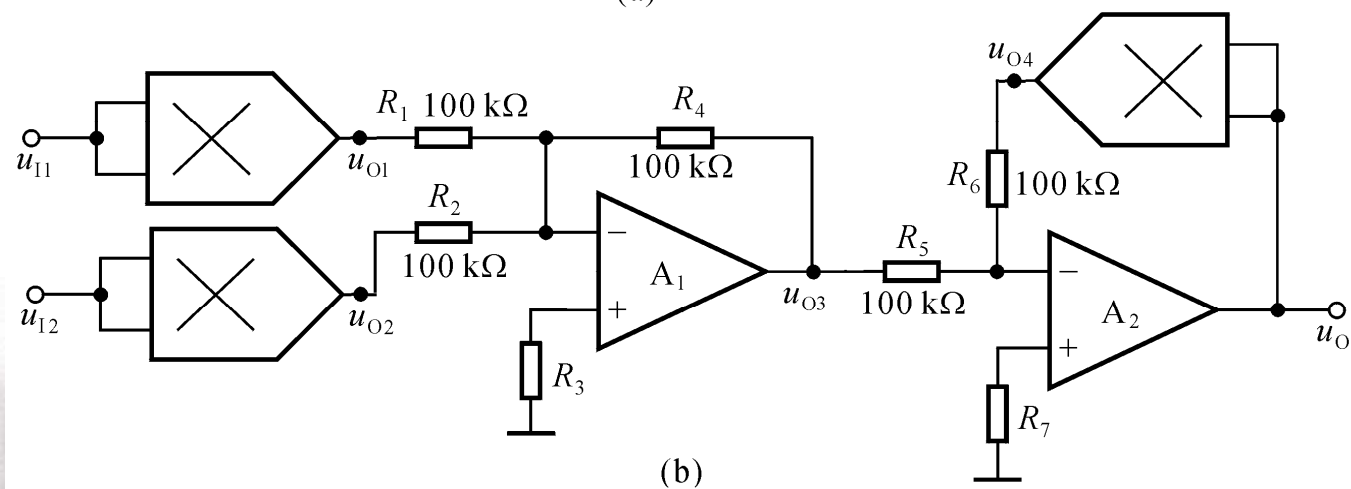 (a)
u_O4
R_1 100 kΩ
R_4
u_I1
u_O1
100 kΩ
R_6 100 kΩ
R_2
100 kΩ
−
A_1
+
R_5
100 kΩ
−
A_2
+
u_I2
u_O2
u_O3
u_O
R_3
R_7
(b)